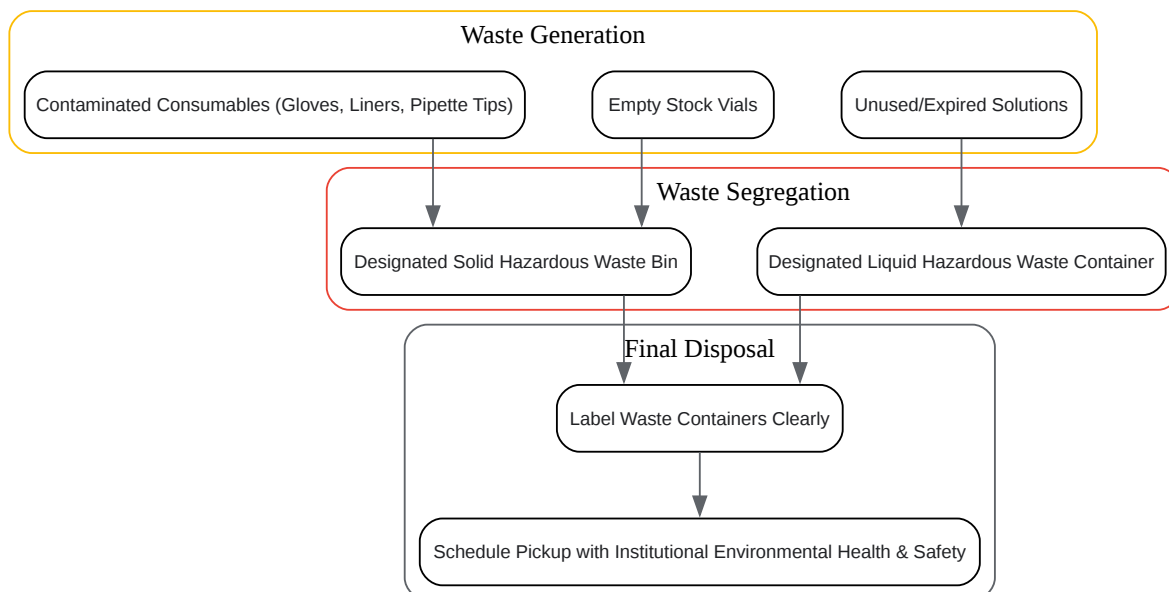 Waste Generation
Contaminated Consumables (Gloves, Liners, Pipette Tips)
Empty Stock Vials
Unused/Expired Solutions
Waste Segregation
Designated Solid Hazardous Waste Bin
Designated Liquid Hazardous Waste Container
Final Disposal
Label Waste Containers Clearly
Schedule Pickup with Institutional Environmental Health & Safety